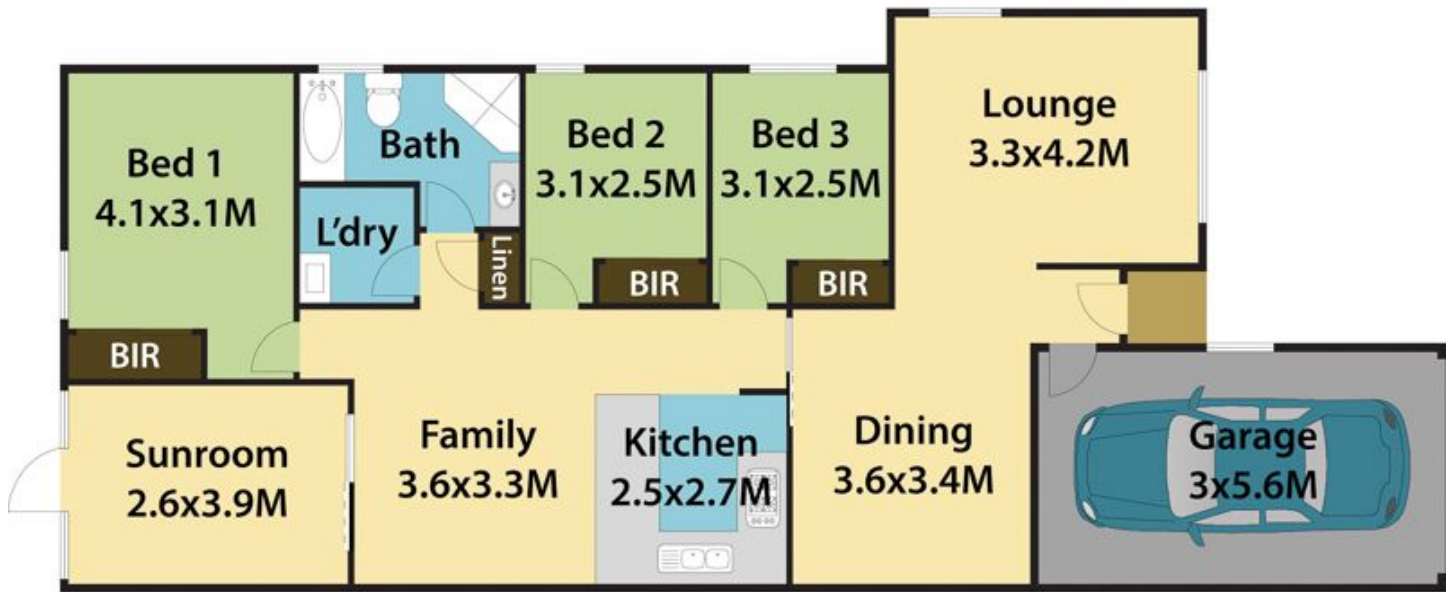 Bed 1
4.1x3.1M
BIR
Bath
L'dry
Linen
Bed 2
3.1x2.5M
BIR
Bed 3
3.1x2.5M
BIR
Lounge
3.3x4.2M
Sunroom
2.6x3.9M
Family
3.6x3.3M
Kitchen
2.5x2.7M
Dining
3.6x3.4M
Garage
3x5.6M